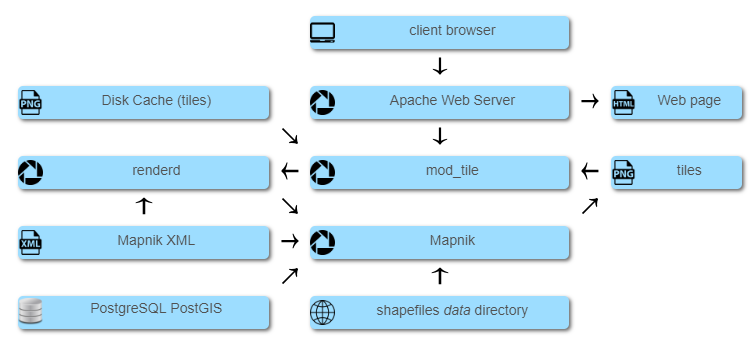 client browser
PNG
Disk Cache (tiles)
Apache Web Server
HTML
Web page
renderd
mod_tile
PNG
tiles
XML
Mapnik XML
Mapnik
PostgreSQL PostGIS
shapefiles data directory